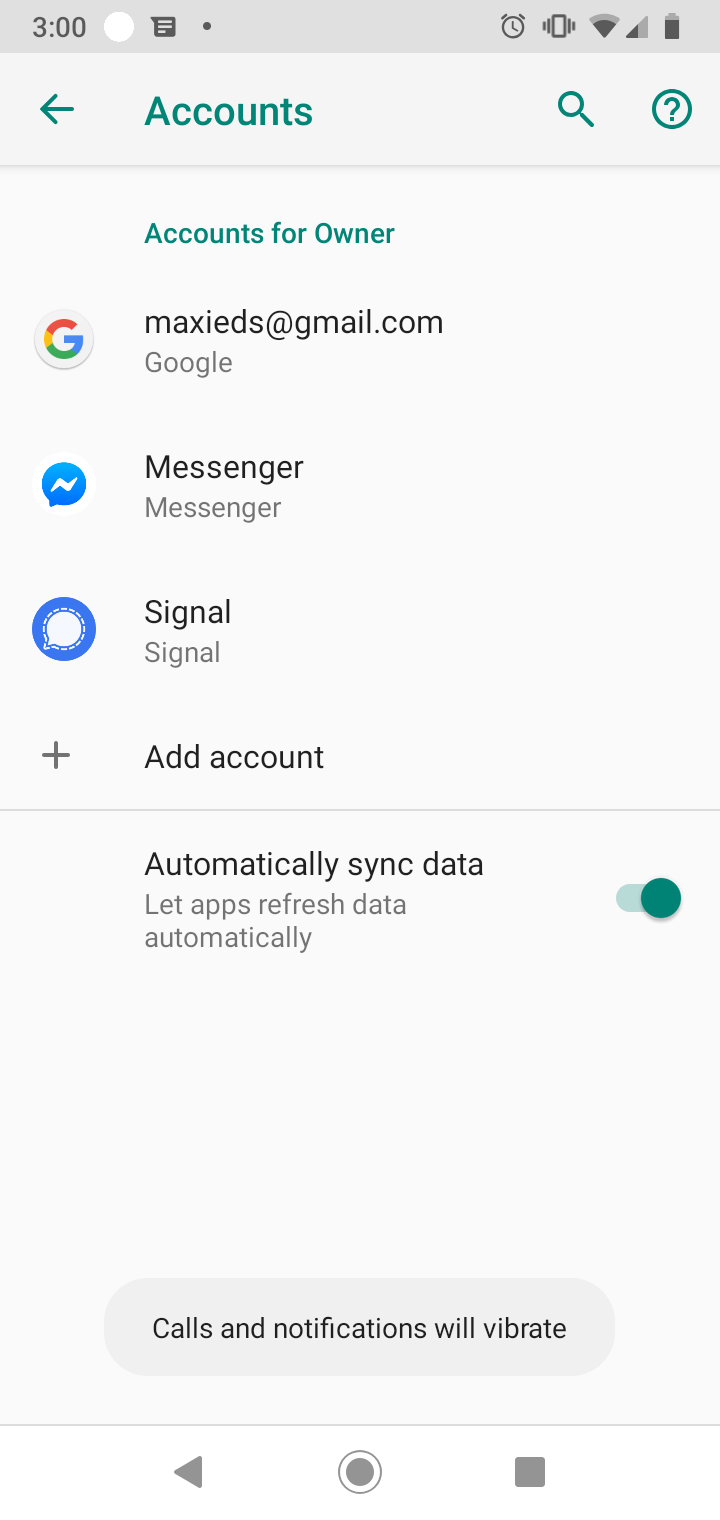 3:00
Accounts
Accounts for Owner
maxieds@gmail.com
Google
Messenger
Messenger
Signal
Signal
Add account
Automatically sync data
Let apps refresh data
automatically
Calls and notifications will vibrate